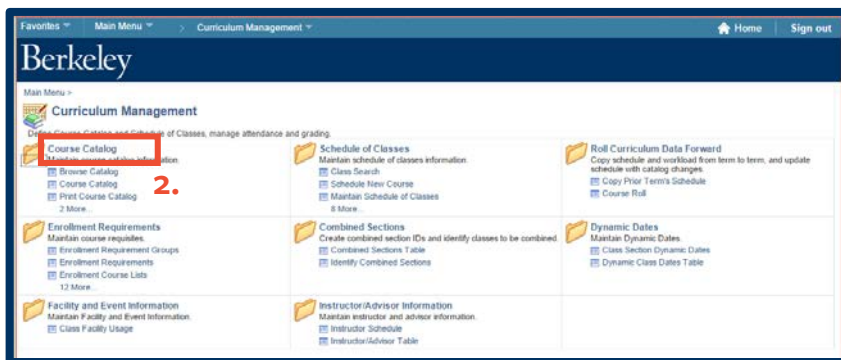 Favorites Main Menu > Curriculum Management Home Sign out
Berkeley
Main Menu >
Curriculum Management
Define Course Catalog and Schedule of Classes, manage attendance and grading.
Course Catalog
Maintain course catalog information.
Browse Catalog
Course Catalog
Print Course Catalog
2 More...
2.
Schedule of Classes
Maintain schedule of classes information.
Class Search
Schedule New Course
Maintain Schedule of Classes
8 More...
Roll Curriculum Data Forward
Copy schedule and workload from term to term, and update
schedule with catalog changes.
Copy Prior Term's Schedule
Course Roll
Enrollment Requirements
Maintain course requisites.
Enrollment Requirement Groups
Enrollment Requirements
Enrollment Course Lists
12 More...
Combined Sections
Create combined section IDs and identify classes to be combined.
Combined Sections Table
Identify Combined Sections
Dynamic Dates
Maintain Dynamic Dates.
Class Section Dynamic Dates
Dynamic Class Dates Table
Facility and Event Information
Maintain Facility and Event Information.
Class Facility Usage
Instructor/Advisor Information
Maintain instructor and advisor information.
Instructor Schedule
Instructor/Advisor Table